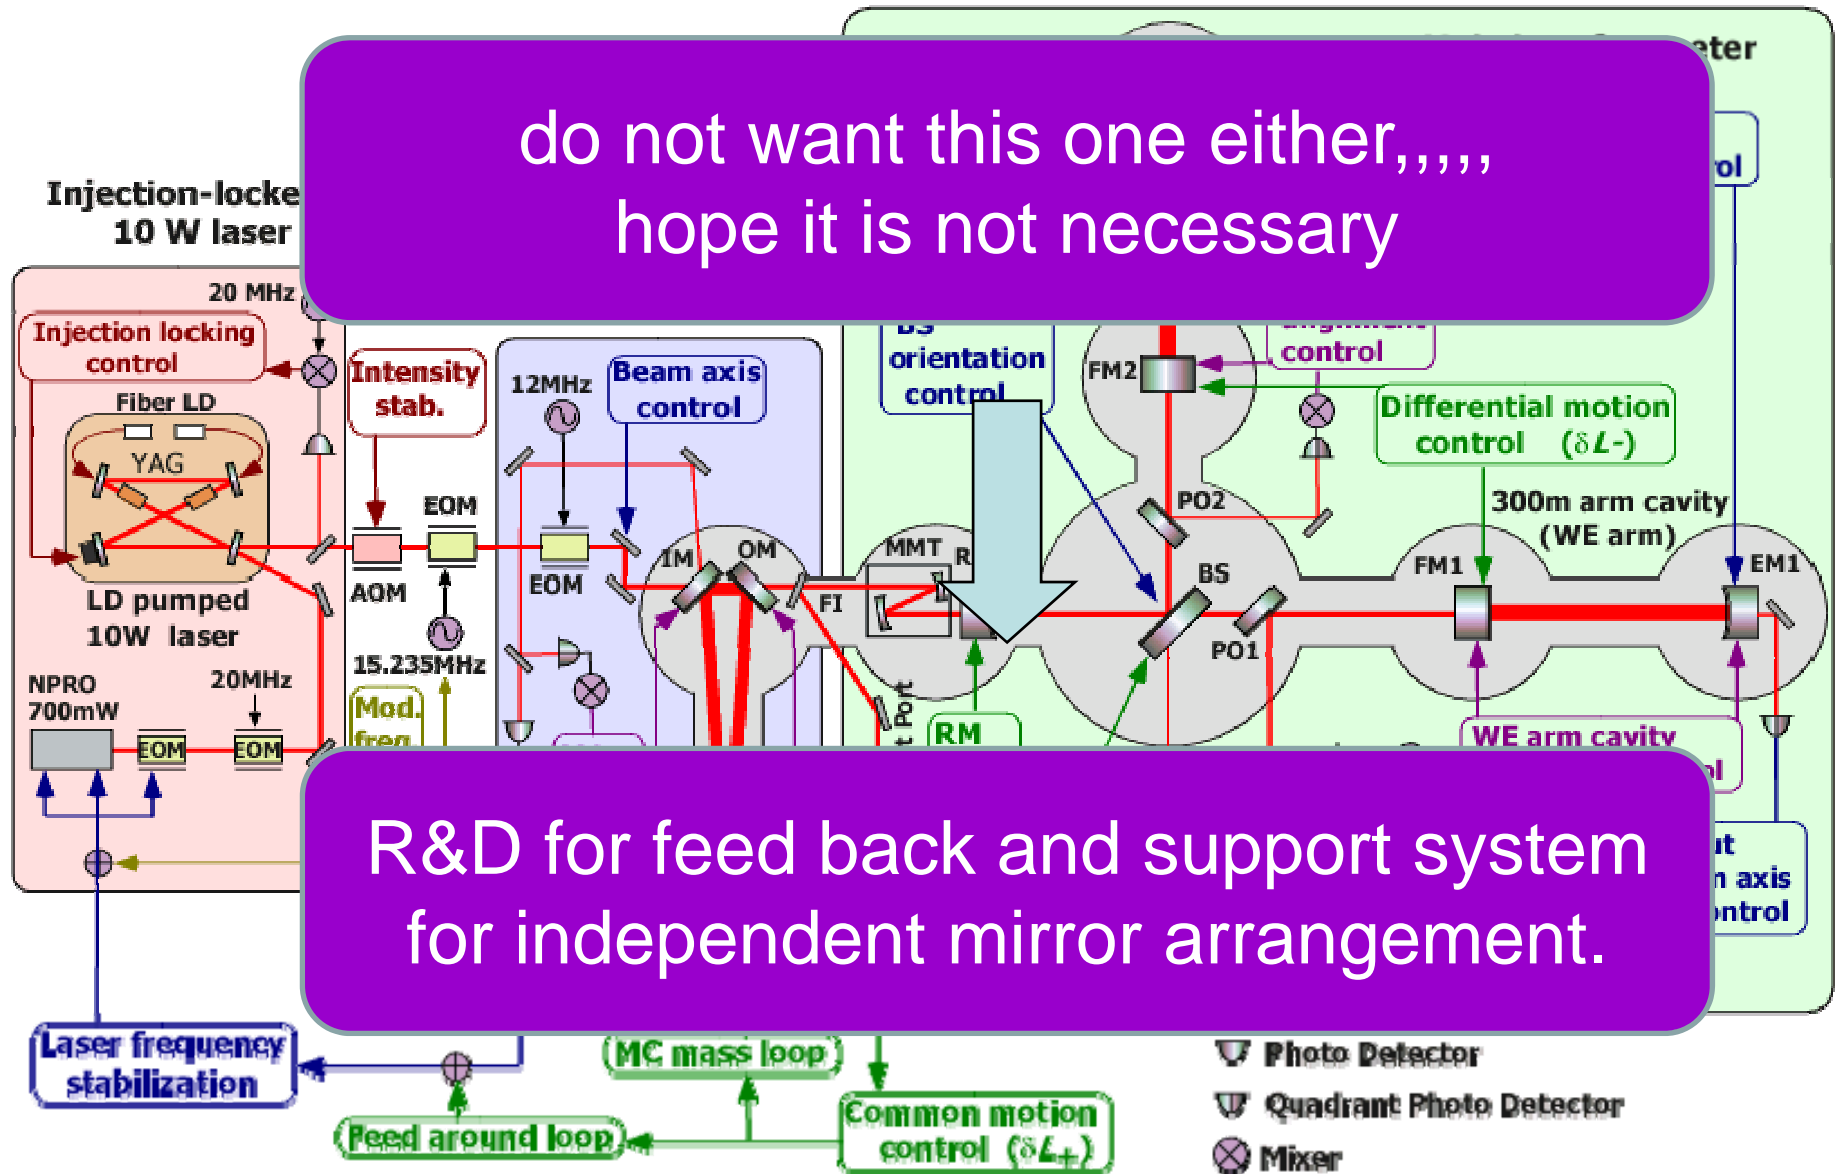 do not want this one either,,,,,
hope it is not necessary
Injection-locke
10 W laser
20 MHz
Injection locking
control
Fiber LD
YAG
LD pumped
10W laser
NPRO
700mW
20MHz
EOM
EOM
Intensity
stab.
EOM
AOM
15.235MHz
Mod.
freq.
12MHz
Beam axis
control
EOM
IM
OM
FI
MMT
BS
orientation
control
FM2
control
Differential motion
control (δL-)
PO2
300m arm cavity
(WE arm)
BS
PO1
FM1
EM1
RM
Port
WE arm cavity
axis
R&D for feed back and support system
for independent mirror arrangement.
Laser frequency
stabilization
MC mass loop
Feed around loop
Common motion
control (δL+)
Photo Detector
Quadrant Photo Detector
Mixer